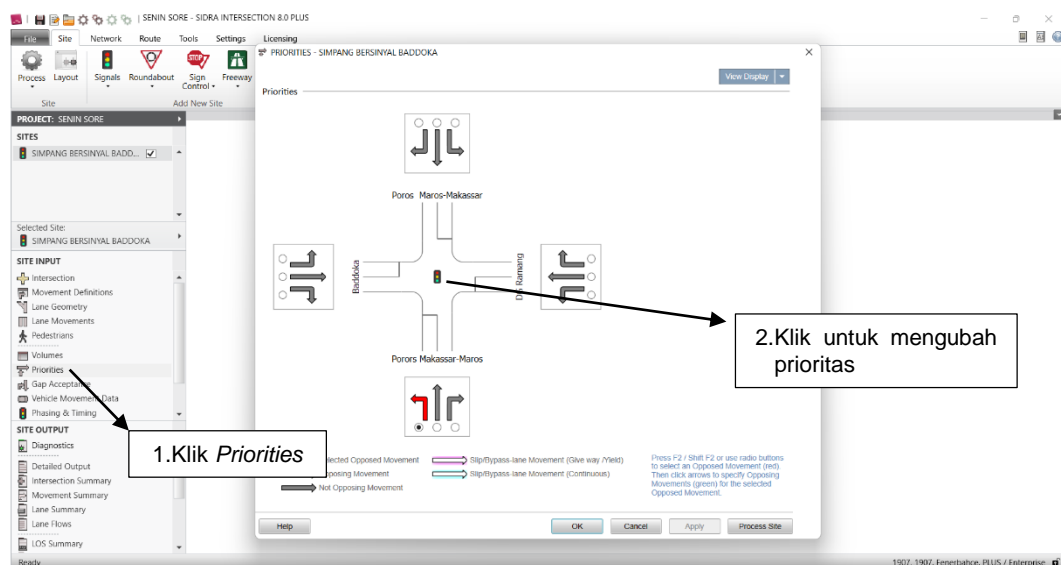 SENIN SORE - SIDRA INTERSECTION 8.0 PLUS
File Site Network Route Tools Settings Licensing
Process Layout Signals Roundabout Sign Control Freeway
Site Add New Site
PROJECT: SENIN SORE
SITES
SIMPANG BERSINYAL BADD...
Selected Site:
SIMPANG BERSINYAL BADDOKA
SITE INPUT
Intersection
Movement Definitions
Lane Geometry
Lane Movements
Pedestrians
Volumes
Priorities
Gap Acceptance
Vehicle Movement Data
Phasing & Timing
SITE OUTPUT
Diagnostics
Detailed Output
Intersection Summary
Movement Summary
Lane Summary
Lane Flows
LOS Summary
Ready
PRIORITIES - SIMPANG BERSINYAL BADDOKA
View Display
Priorities
Poros Maros-Makassar
Baddoka
Ramang
Porors Makassar-Maros
Opposed Movement
Movement
Not Opposing Movement
Slip/Bypass-lane Movement (Give way /Yield)
Slip/Bypass-lane Movement (Continuous)
Press F2 / Shift F2 or use radio buttons
to select an Opposed Movement (red)
Then click arrows to specify Opposing
Movements (green) for the selected
Opposed Movement.
Help OK Cancel Apply Process Site
1.Klik Priorities
2.Klik untuk mengubah
prioritas
STOP
1907, 1907, Fenerbahce, PLUS / Enterprise